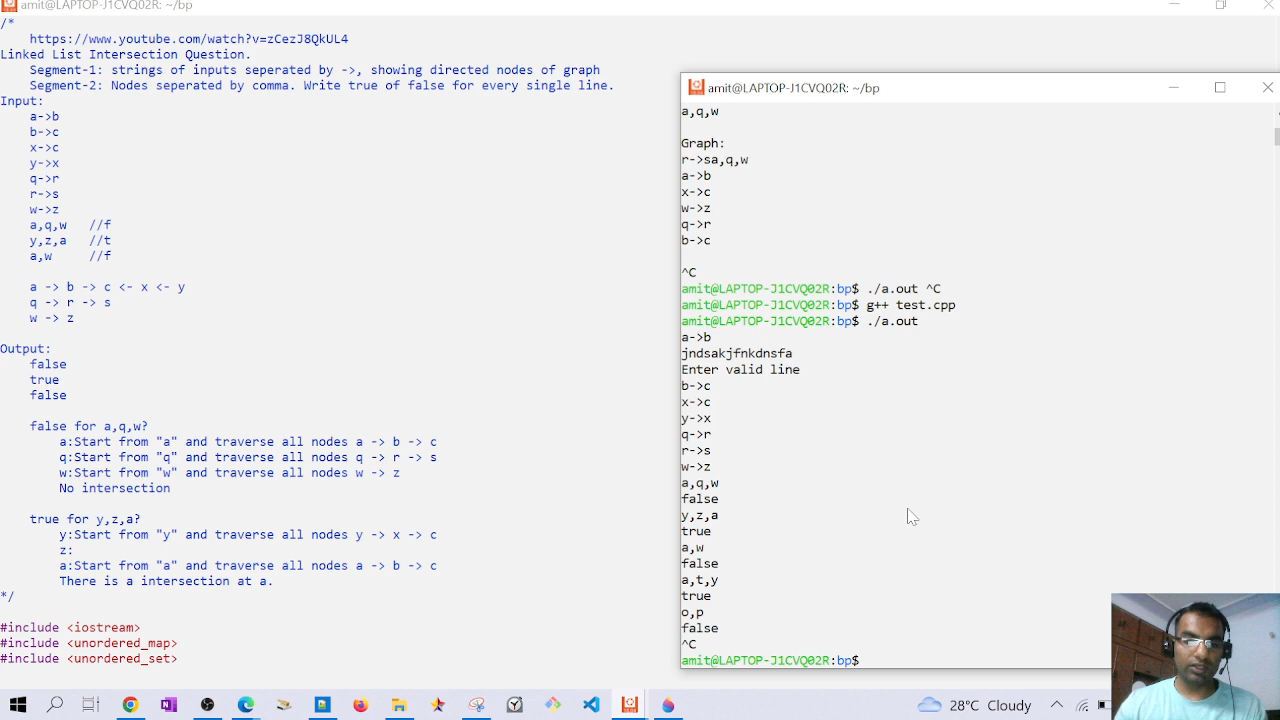 amit@LAPTOP-J1CVQ02R: ~/bp
/*
https://www.youtube.com/watch?v=zCezJ8QkUL4
Linked List Intersection Question.
Segment-1: strings of inputs seperated by ->, showing directed nodes of graph
Segment-2: Nodes seperated by comma. Write true of false for every single line.
Input:
a->b
b->c
x->c
y->x
q->r
r->s
w->z
a,q,w //f
y,z,a //t
a,w //f
a -> b -> c <- x <- y
q -> r -> s
w -> z
Output:
false
true
false
false for a,q,w?
a:Start from "a" and traverse all nodes a -> b -> c
q:Start from "q" and traverse all nodes q -> r -> s
w:Start from "w" and traverse all nodes w -> z
No intersection
true for y,z,a?
y:Start from "y" and traverse all nodes y -> x -> c
z:
a:Start from "a" and traverse all nodes a -> b -> c
There is a intersection at a.
*/
#include <iostream>
#include <unordered_map>
#include <unordered_set>
amit@LAPTOP-J1CVQ02R: ~/bp
a,q,w
Graph:
r->sa,q,w
a->b
x->c
w->z
q->r
b->c
^C
amit@LAPTOP-J1CVQ02R:bp$ ./a.out ^C
amit@LAPTOP-J1CVQ02R:bp$ g++ test.cpp
amit@LAPTOP-J1CVQ02R:bp$ ./a.out
a->b
jndsakjfnkdnsfa
Enter valid line
b->c
x->c
y->x
q->r
r->s
w->z
a,q,w
false
y,z,a
true
a,w
false
a,t,y
true
o,p
false
^C
amit@LAPTOP-J1CVQ02R:bp$
28°C Cloudy